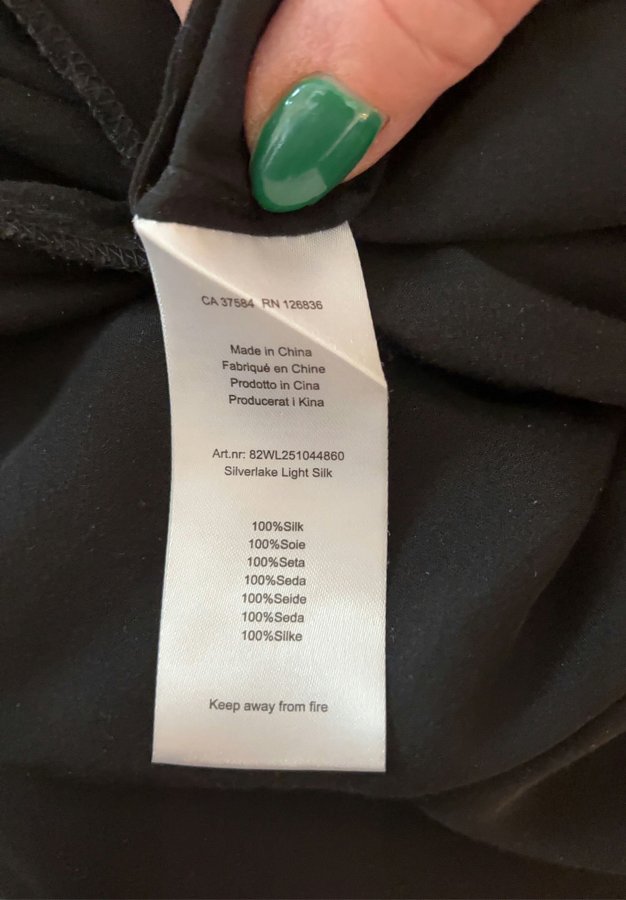 CA 37584 RN 126836
Made in China
Fabriqué en Chine
Prodotto in Cina
Producerat i Kina
Art.nr: 82WL251044860
Silverlake Light Silk
100%Silk
100%Soie
100%Seta
100%Seda
100%Seide
100%Seda
100%Silke
Keep away from fire